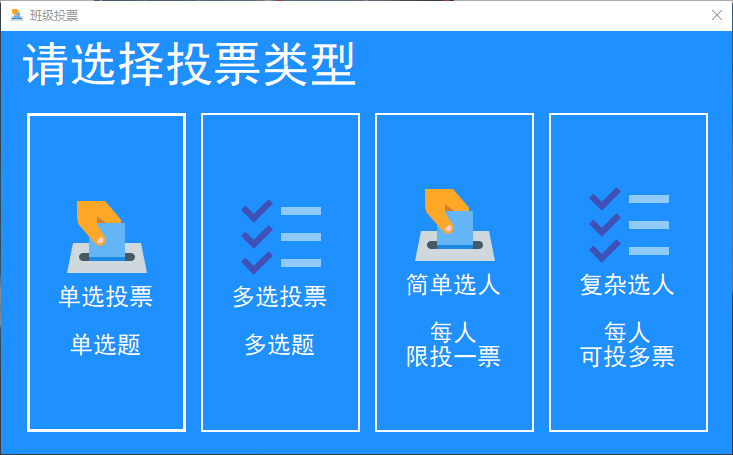 班级投票
请选择投票类型
单选投票
单选题
多选投票
多选题
简单选人
每人
限投一票
复杂选人
每人
可投多票